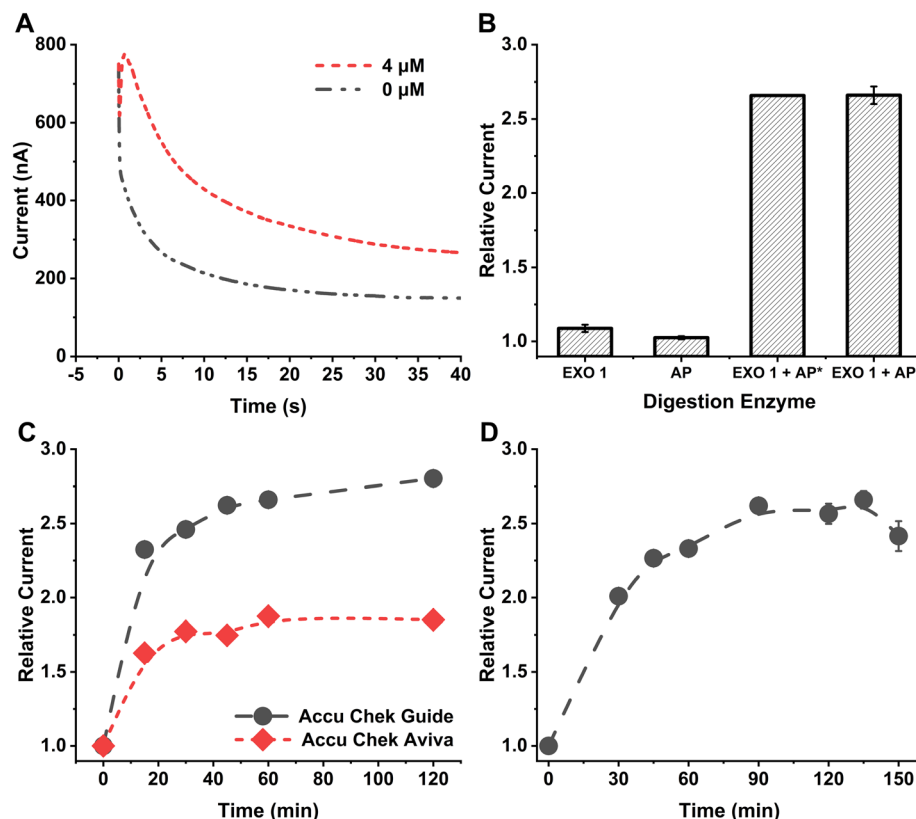 A
800
600
400
200
0
Current (nA)
4 µM
0 µM
-5 0 5 10 15 20 25 30 35 40
Time (s)
B
3.0
2.5
2.0
1.5
1.0
Relative Current
EXO 1 AP EXO 1 + AP* EXO 1 + AP
Digestion Enzyme
C
3.0
2.5
2.0
1.5
1.0
Relative Current
Accu Chek Guide
Accu Chek Aviva
0 20 40 60 80 100 120
Time (min)
D
3.0
2.5
2.0
1.5
1.0
Relative Current
0 30 60 90 120 150
Time (min)